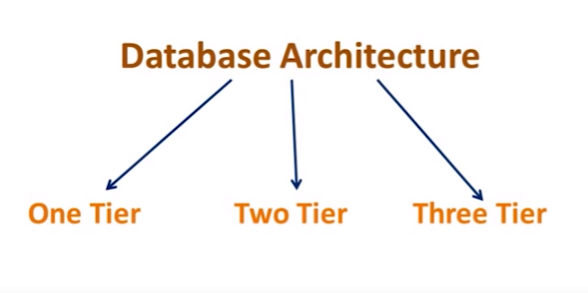 Database Architecture
One Tier
Two Tier
Three Tier